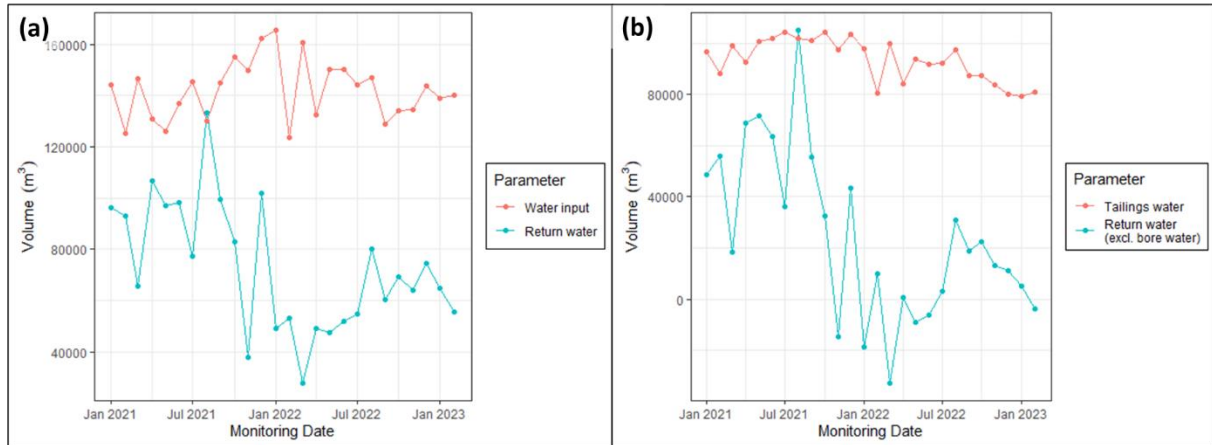 (a)
Volume (m³)
160000
120000
80000
40000
Jan 2021
Jul 2021
Jan 2022
Jul 2022
Jan 2023
Monitoring Date
Parameter
Water input
Return water
(b)
Volume (m³)
80000
40000
0
Jan 2021
Jul 2021
Jan 2022
Jul 2022
Jan 2023
Monitoring Date
Parameter
Tailings water
Return water
(excl. bore water)